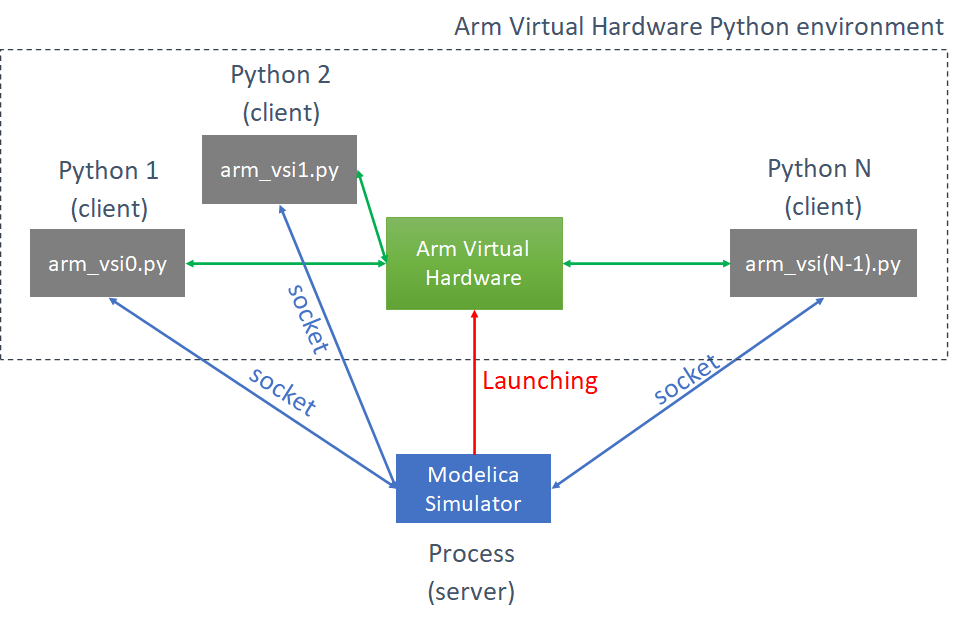 Arm Virtual Hardware Python environment
Python 2
(client)
arm_vsi1.py
Python 1
(client)
arm_vsi0.py
Python N
(client)
arm_vsi(N-1).py
Arm Virtual
Hardware
socket
socket
socket
Launching
Modelica
Simulator
Process
(server)